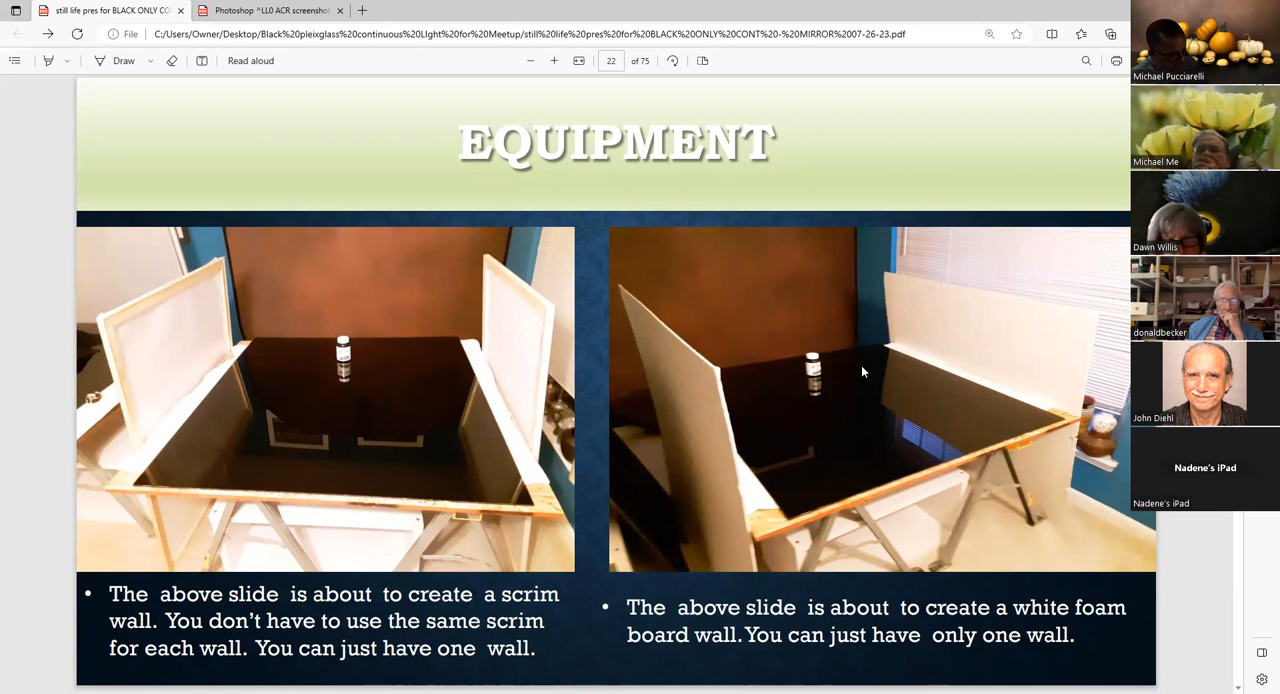 still life pres for BLACK ONLY CO
Photoshop ^LL0 ACR screenshot
File
C:/Users/Owner/Desktop/Black%20pleixglass%20continuous%20LIght%20for%20Meetup/still%20life%20pres%20for%20BLACK%20ONLY%20CONT%20-%20MIRROR%2007-26-23.pdf
Draw
Read aloud
22 of 75
EQUIPMENT
• The above slide is about to create a scrim
wall. You don't have to use the same scrim
for each wall. You can just have one wall.
• The above slide is about to create a white foam
board wall.You can just have only one wall.
Michael Pucciarelli
Michael Me
Dawn Willis
donaldbecker
John Diehl
Nadene's iPad
Nadene's iPad